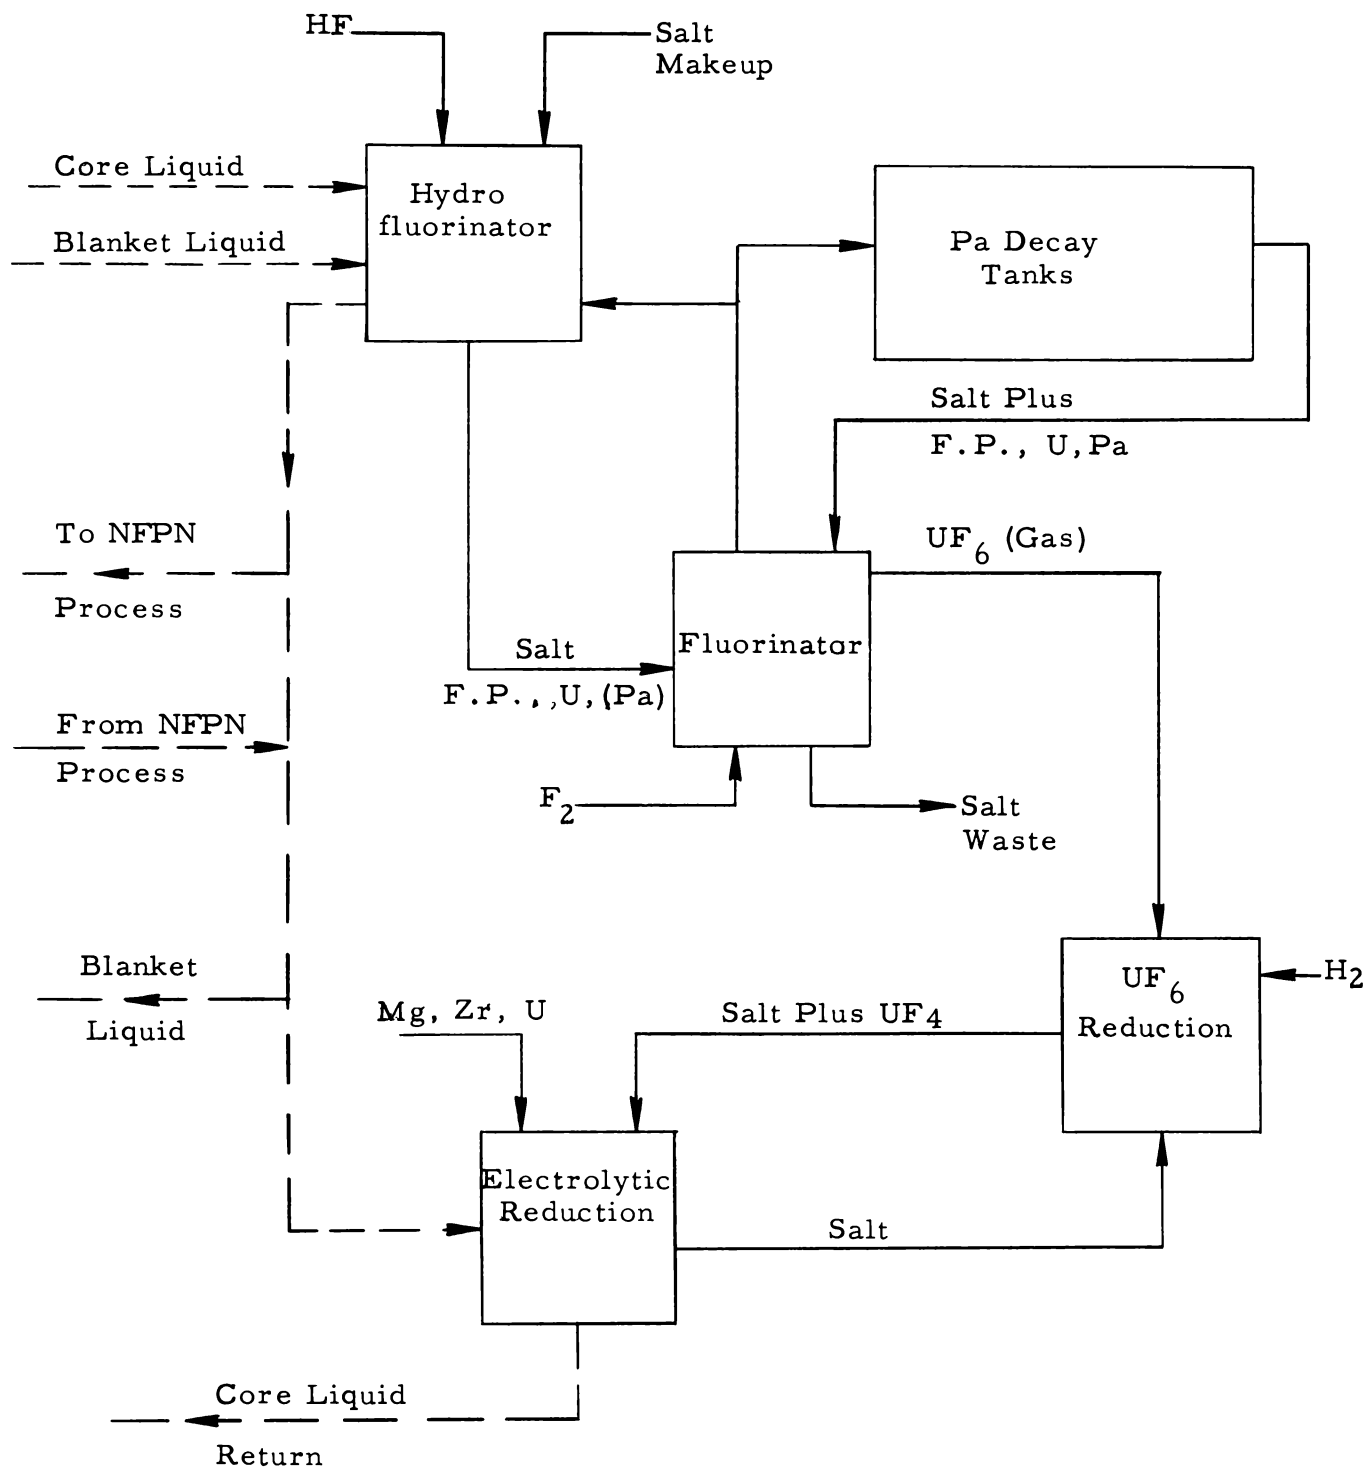 HF
Salt
Makeup
Core Liquid
Hydro
fluorinator
Blanket Liquid
Pa Decay
Tanks
Salt Plus
F.P., U, Pa
To NFPN
Process
UF6 (Gas)
Fluorinator
Salt
F.P., ,U, (Pa)
From NFPN
Process
F2
Salt
Waste
Blanket
Liquid
Mg, Zr, U
Salt Plus UF4
UF6
Reduction
H2
Electrolytic
Reduction
Salt
Core Liquid
Return